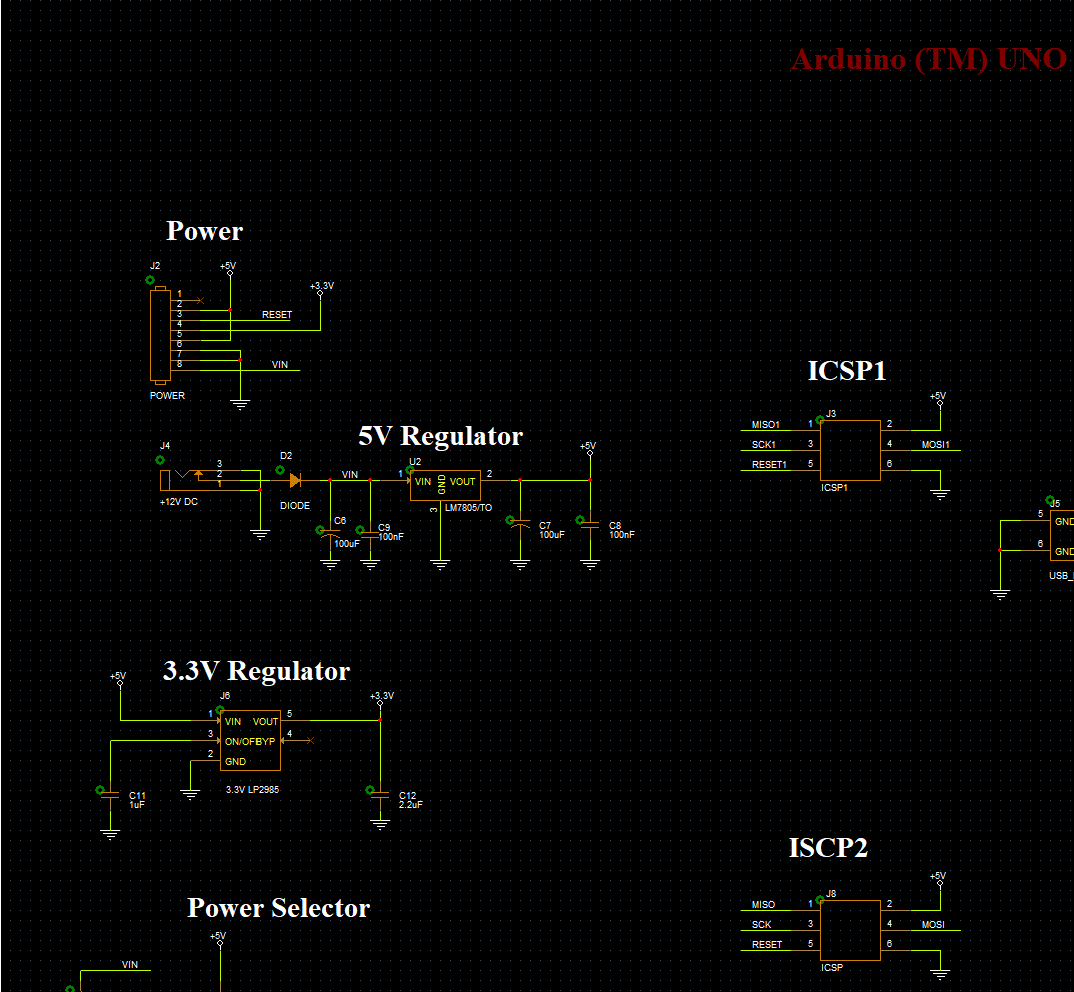 Arduino (TM) UNO
Power
J2
+5V
+3.3V
1
2
3
RESET
4
5
6
7
8
VIN
POWER
ICSP1
J3
+5V
MISO1
1
2
SCK1
3
4
MOSI1
RESET1
5
6
ICSP1
5V Regulator
J4
3
2
1
+12V DC
D2
DIODE
VIN
1
U2
VIN
GND
VOUT
2
3
LM7805/TO
+5V
C6
100uF
C9
100nF
C7
100uF
C8
100nF
J5
5
GND
6
GND
USB_
3.3V Regulator
+5V
J6
+3.3V
1
VIN
VOUT
5
3
ON/OFF
BYP
4
2
GND
3.3V LP2985
C11
1uF
C12
2.2uF
ISCP2
J8
+5V
MISO
1
2
SCK
3
4
MOSI
RESET
5
6
ICSP
Power Selector
+5V
VIN